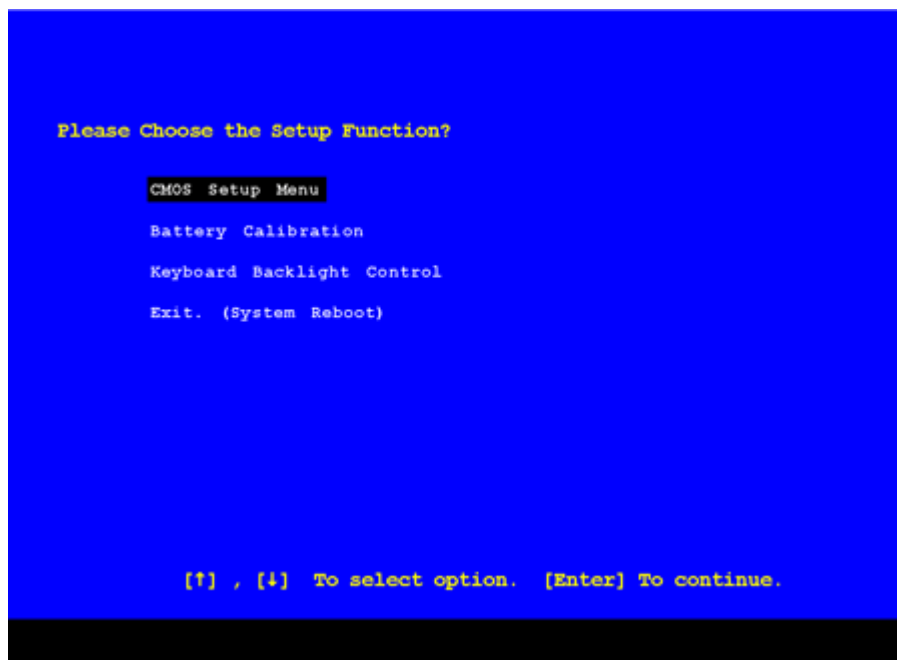 Please Choose the Setup Function?
CMOS Setup Menu
Battery Calibration
Keyboard Backlight Control
Exit. (System Reboot)
[↑] , [↓] To select option. [Enter] To continue.